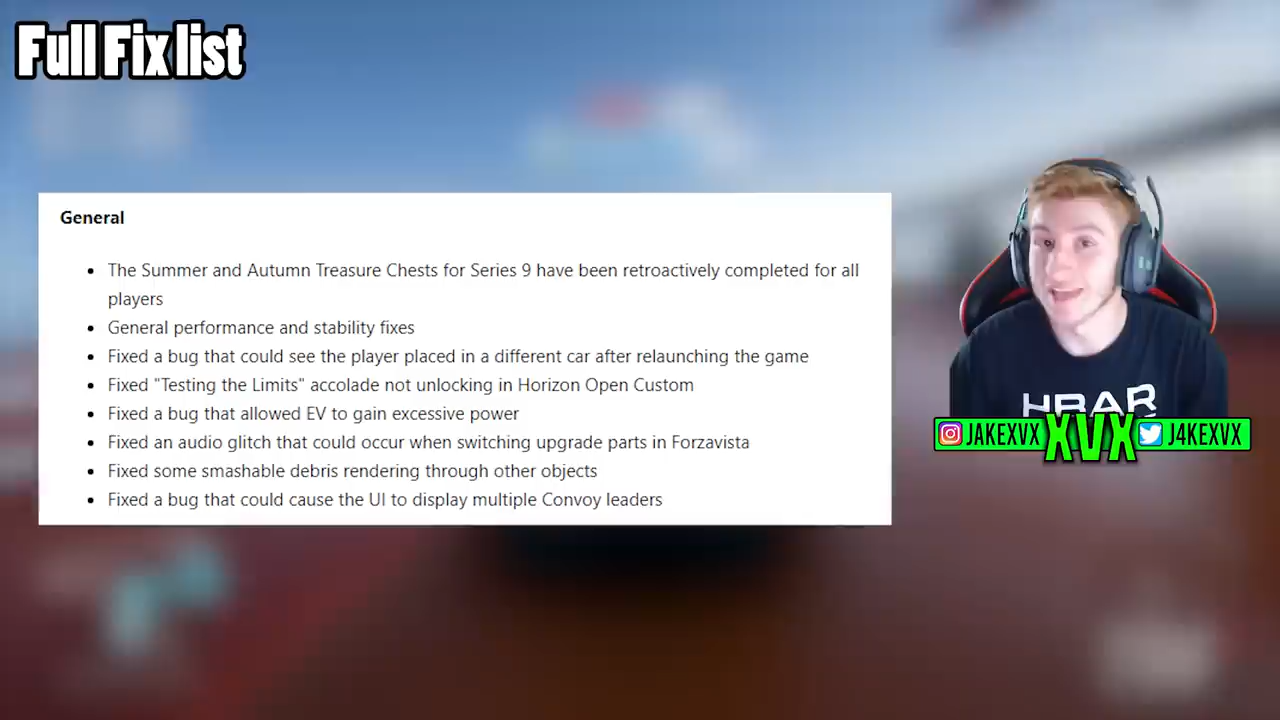 Full Fix list
General
The Summer and Autumn Treasure Chests for Series 9 have been retroactively completed for all
players
General performance and stability fixes
Fixed a bug that could see the player placed in a different car after relaunching the game
Fixed "Testing the Limits" accolade not unlocking in Horizon Open Custom
Fixed a bug that allowed EV to gain excessive power
Fixed an audio glitch that could occur when switching upgrade parts in Forzavista
Fixed some smashable debris rendering through other objects
Fixed a bug that could cause the UI to display multiple Convoy leaders
JAKEXVX XVX J4KEXVX